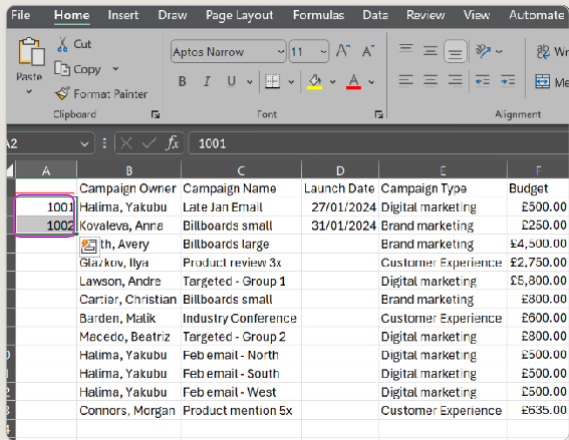 File Home Insert Draw Page Layout Formulas Data Review View Automate
Cut
Aptos Narrow 11 A A
Paste
Copy
B I U A
Format Painter
Clipboard Font Alignment
fx 1001
A B C D E F
Campaign Owner Campaign Name Launch Date Campaign Type Budget
1001 Halima, Yakubu Late Jan Email 27/01/2024 Digital marketing £500.00
1002 Kovaleva, Anna Billboards small 31/01/2024 Brand marketing £250.00
th, Avery Billboards large Brand marketing £4,500.00
Glazkov, Ilya Product review 3x Customer Experience £2,750.00
Lawson, Andre Targeted - Group 1 Digital marketing £5,800.00
Cartier, Christian Billboards small Brand marketing £800.00
Barden, Malik Industry Conference Customer Experience £600.00
Macedo, Beatriz Targeted - Group 2 Digital marketing £800.00
Halima, Yakubu Feb email - North Digital marketing £500.00
Halima, Yakubu Feb email - South Digital marketing £500.00
Halima, Yakubu Feb email - West Digital marketing £500.00
Connors, Morgan Product mention 5x Customer Experience £635.00